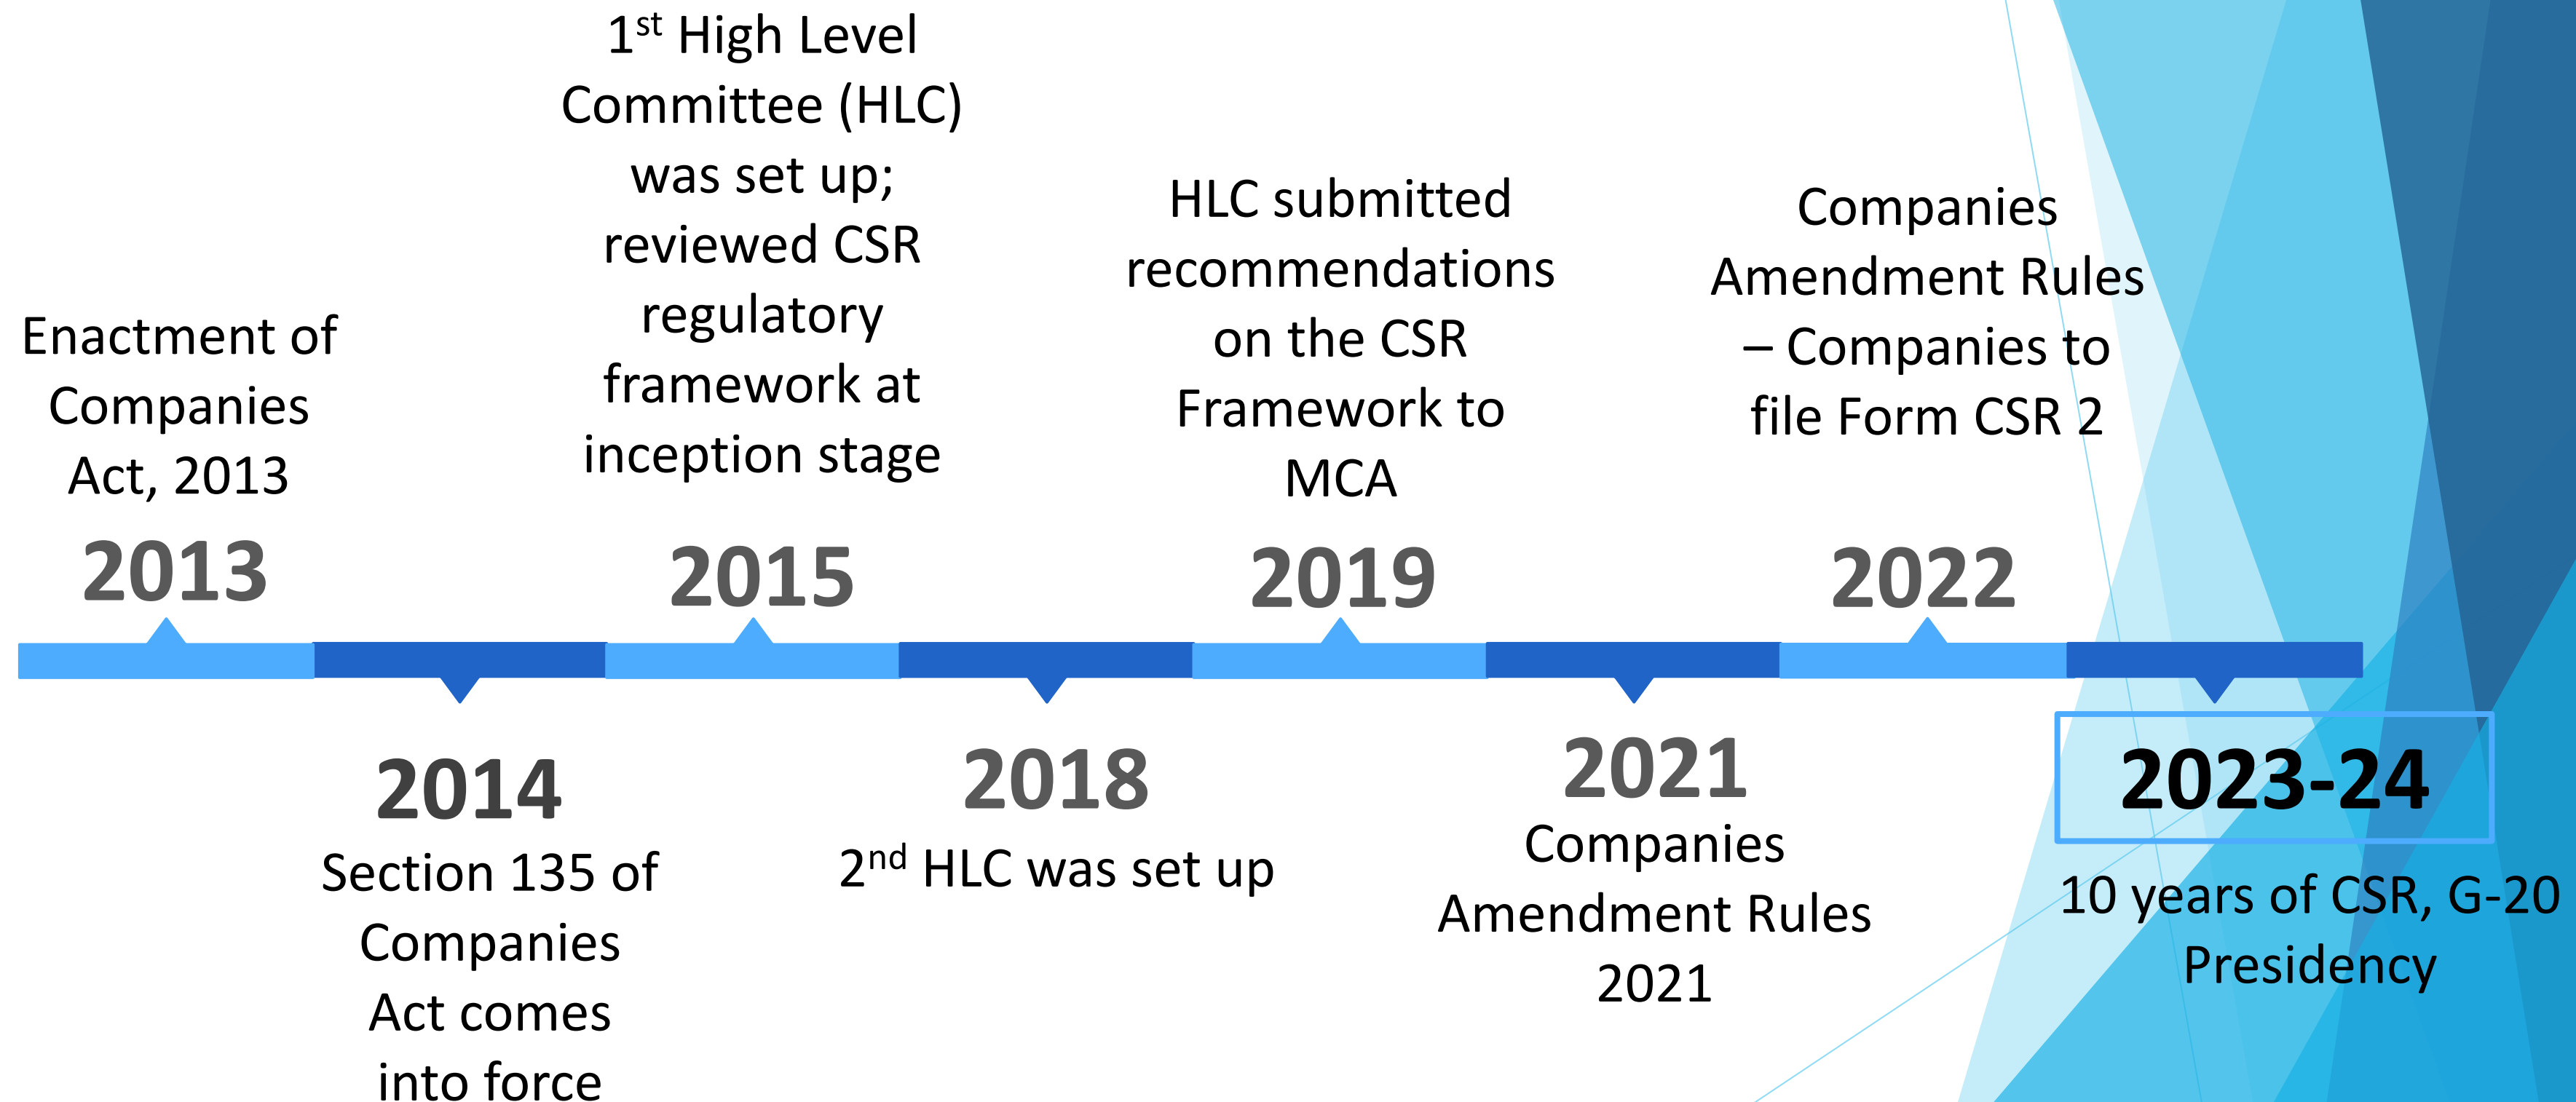 Enactment of
Companies
Act, 2013
2013
2014
Section 135 of
Companies
Act comes
into force
1st High Level
Committee (HLC)
was set up;
reviewed CSR
regulatory
framework at
inception stage
2015
2018
2nd HLC was set up
HLC submitted
recommendations
on the CSR
Framework to
MCA
2019
2021
Companies
Amendment Rules
2021
Companies
Amendment Rules
– Companies to
file Form CSR 2
2022
2023-24
10 years of CSR, G-20
Presidency